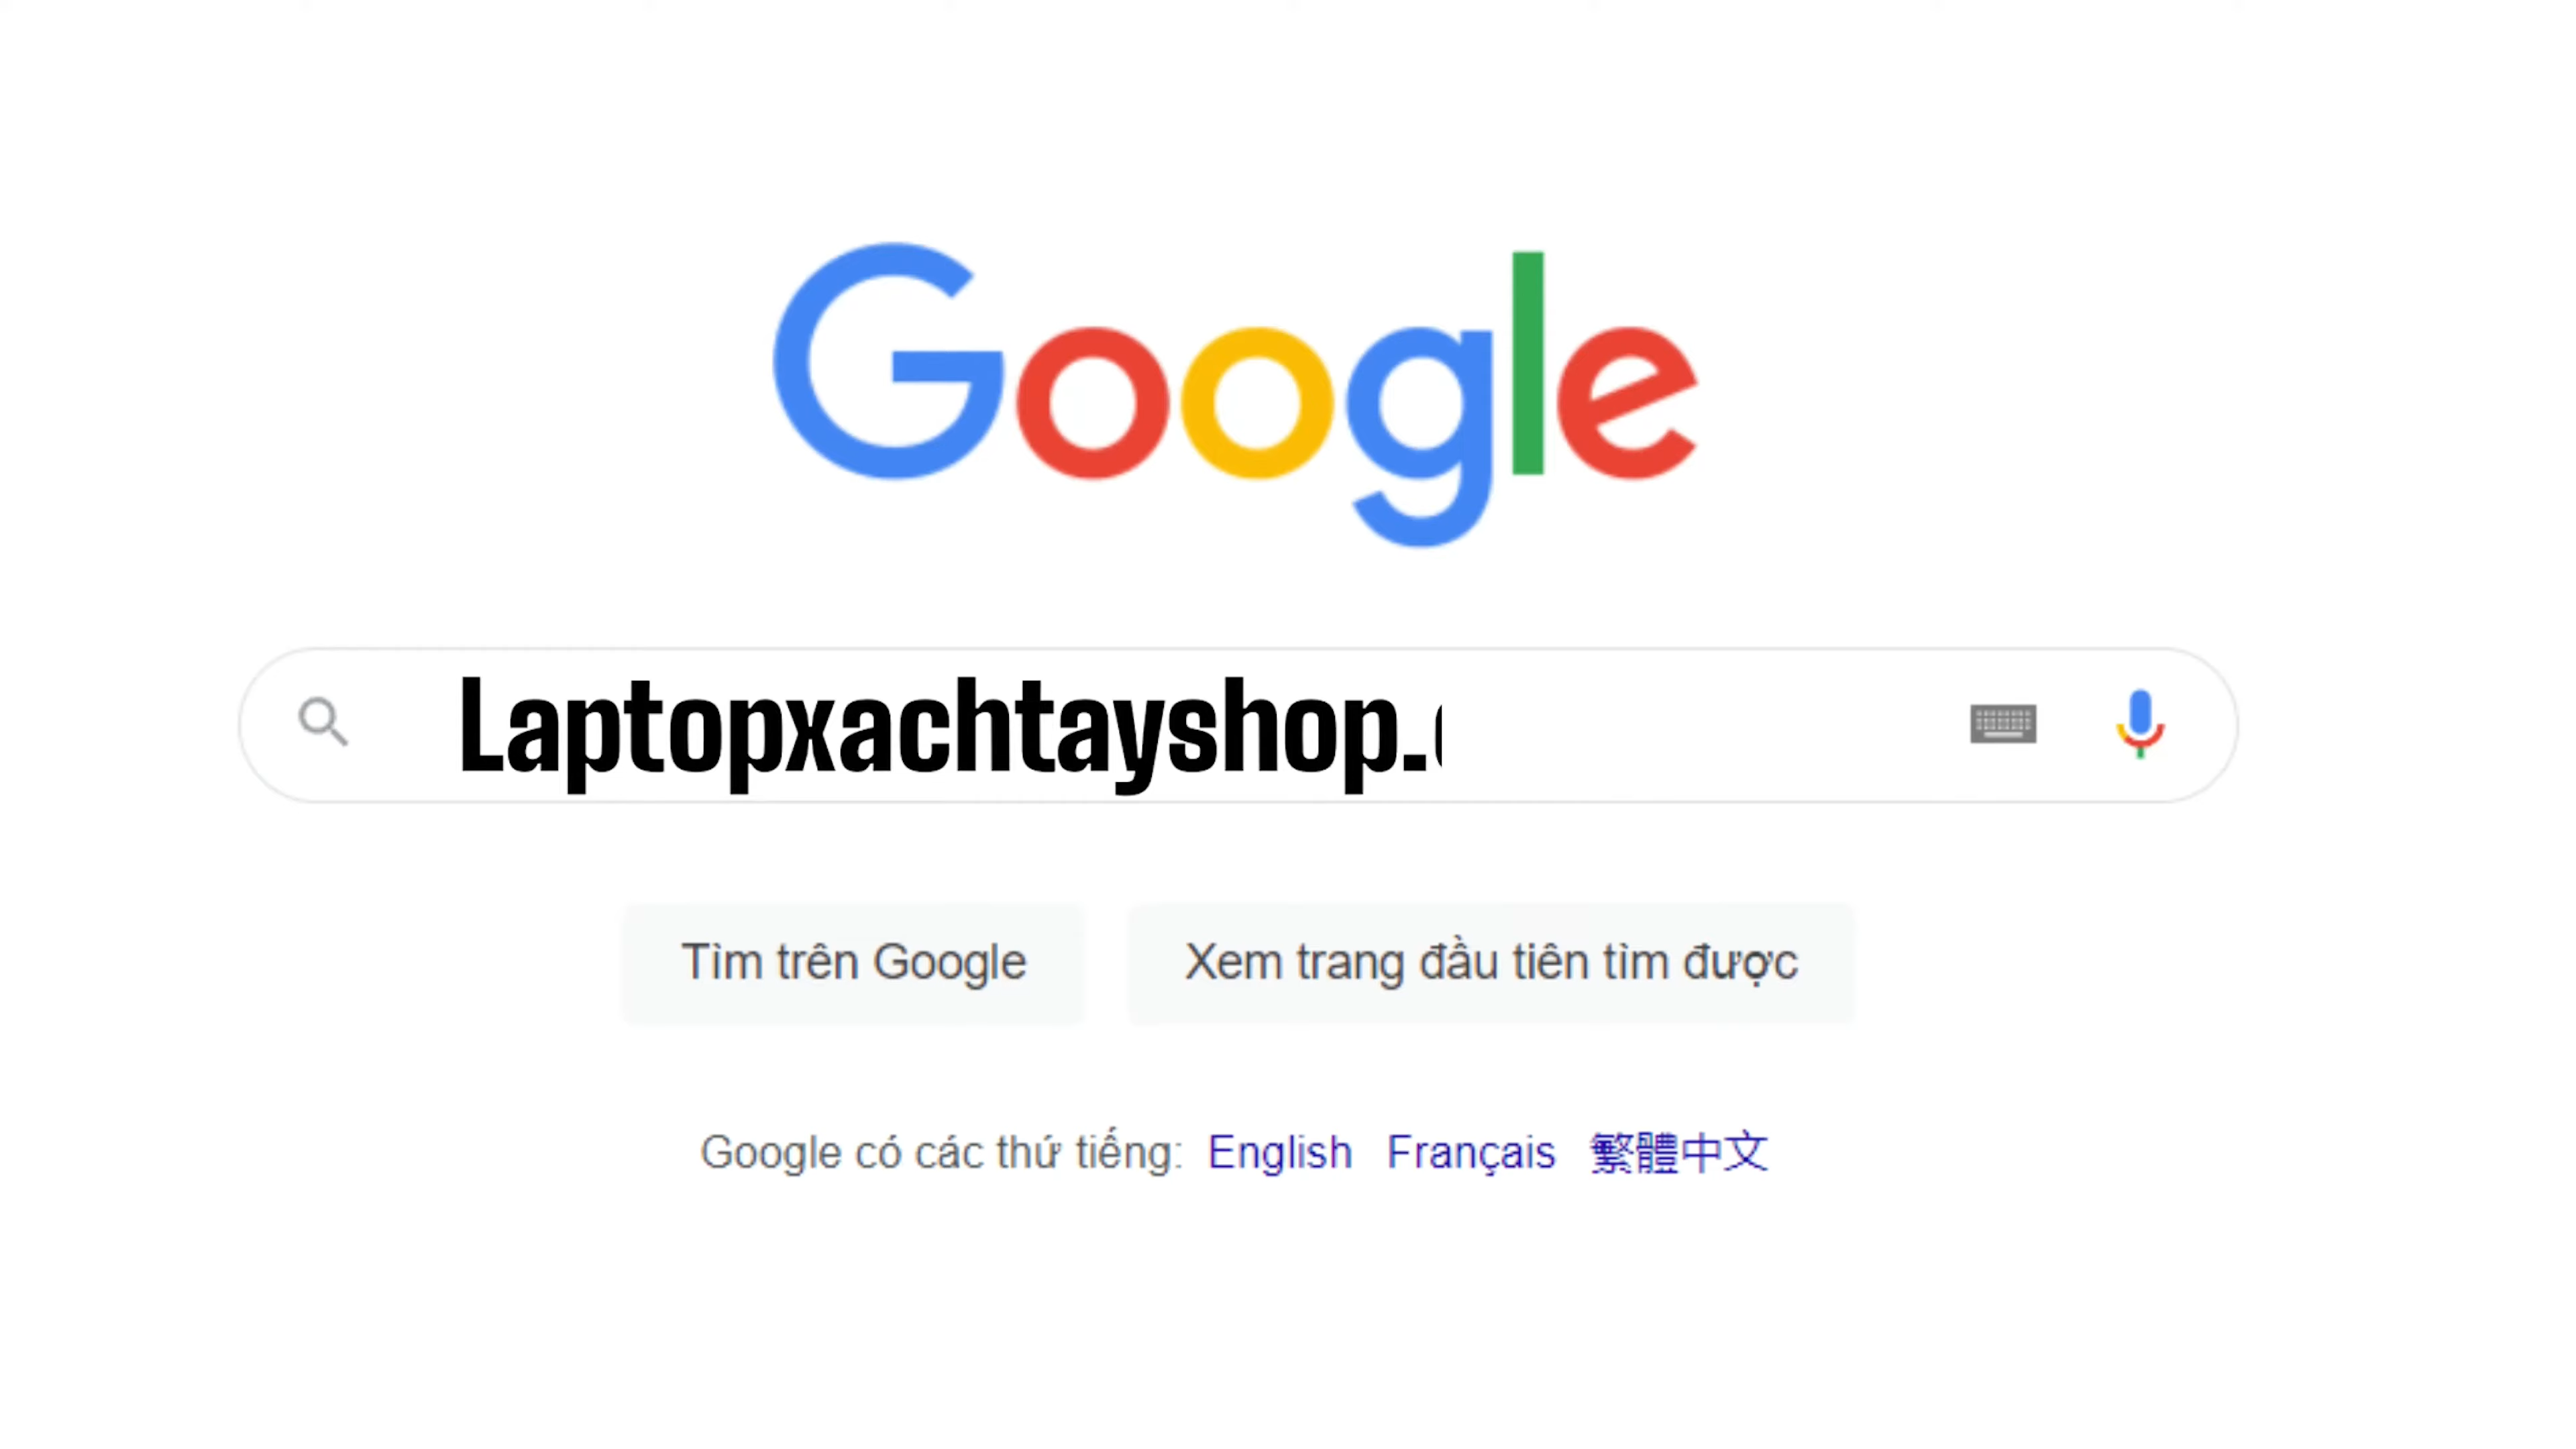 Google
Laptopxachtayshop.
Tìm trên Google
Xem trang đầu tiên tìm được
Google có các thứ tiếng: English Français 繁體中文